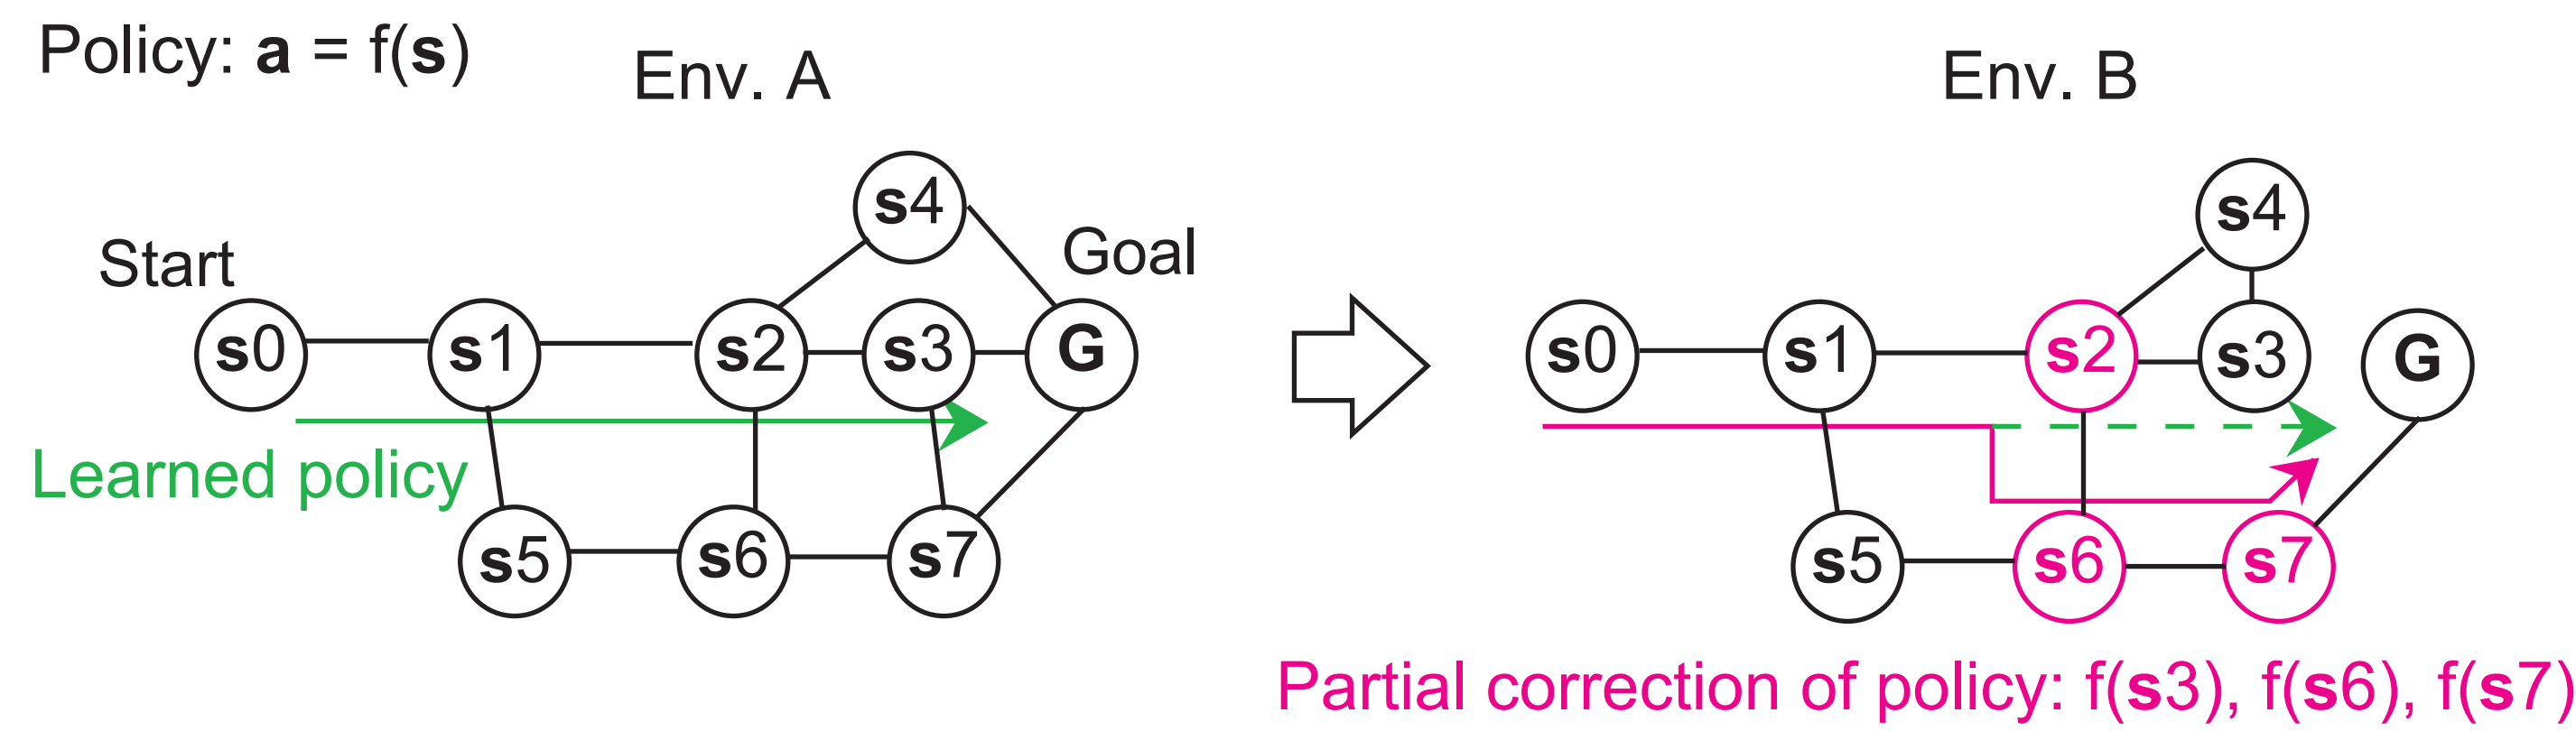 Policy: a = f(s)
Env. A
Env. B
Start
Goal
s4
s0
s1
s2
s3
G
Learned policy
s5
s6
s7
s4
s0
s1
s2
s3
G
s5
s6
s7
Partial correction of policy: f(s3), f(s6), f(s7)